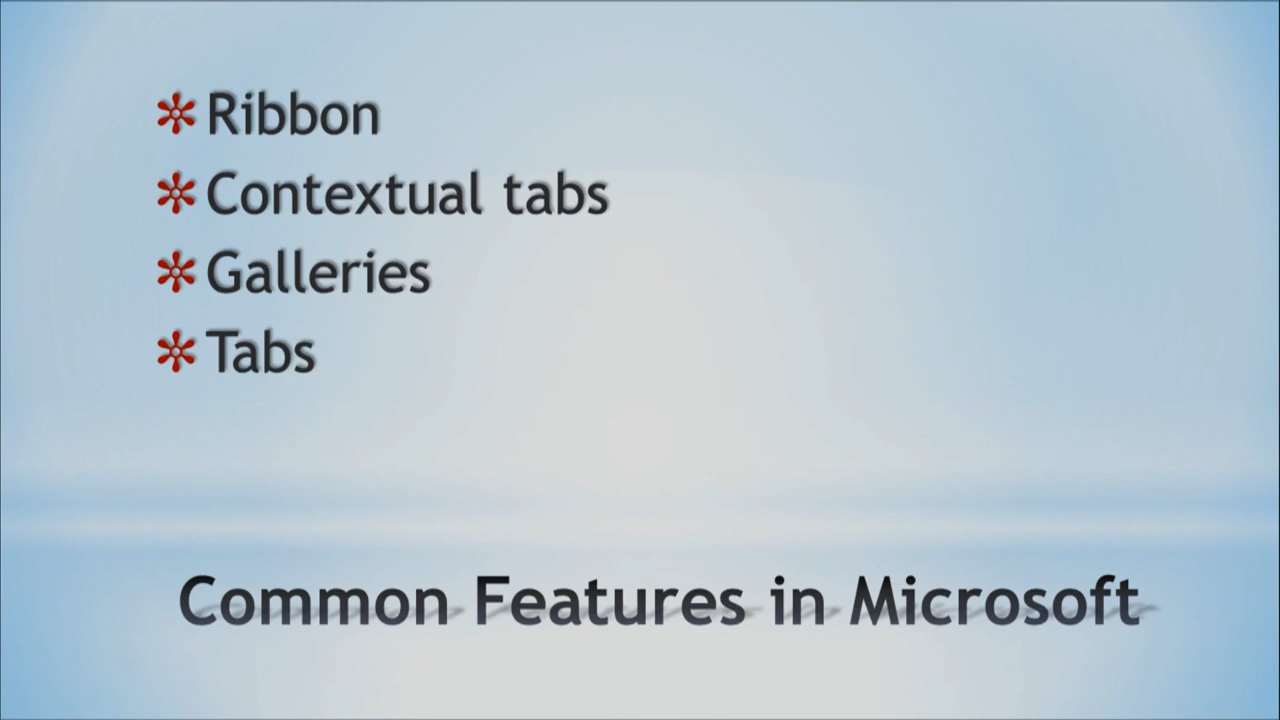 Ribbon
Contextual tabs
Galleries
Tabs
Common Features in Microsoft